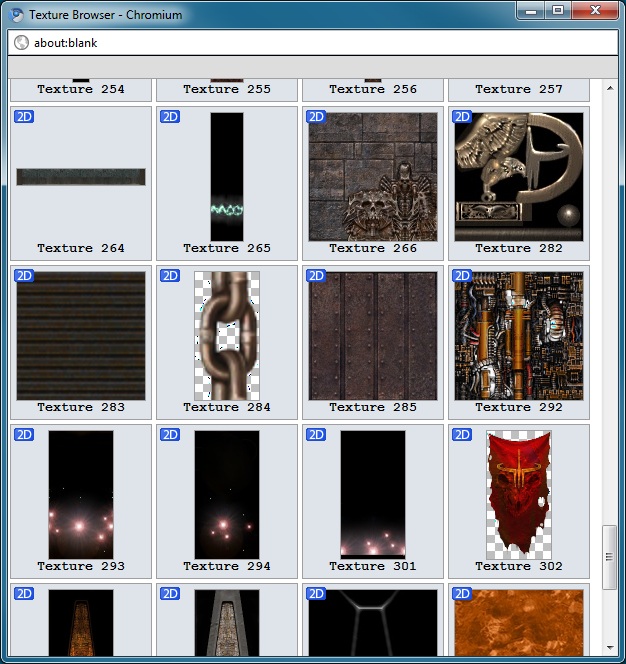 Texture Browser - Chromium
about:blank
Texture 254 Texture 255 Texture 256 Texture 257
2D 2D 2D 2D
Texture 264 Texture 265 Texture 266 Texture 282
2D 2D 2D 2D
Texture 283 Texture 284 Texture 285 Texture 292
2D 2D 2D 2D
Texture 293 Texture 294 Texture 301 Texture 302
2D 2D 2D 2D